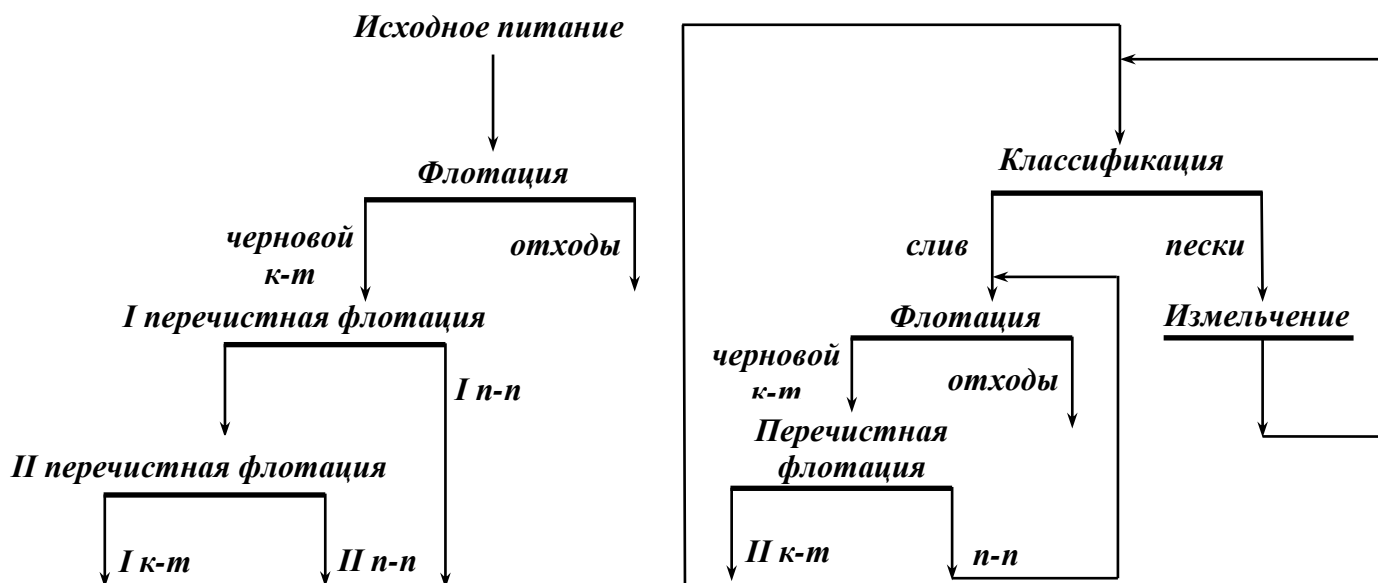 Исходное питание
Флотация
черновой
к-т
отходы
I перечистная флотация
I п-п
II перечистная флотация
I к-т
II п-п
Классификация
слив
пески
Флотация
Измельчение
черновой
к-т
отходы
Перечистная
флотация
II к-т
п-п